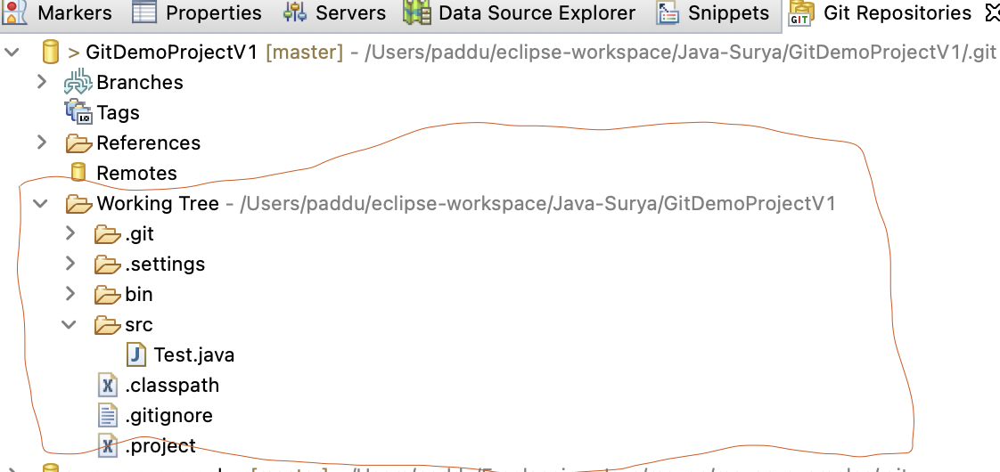 Markers Properties Servers Data Source Explorer Snippets Git Repositories
> GitDemoProjectV1 [master] - /Users/paddu/eclipse-workspace/Java-Surya/GitDemoProjectV1/.git
Branches
Tags
References
Remotes
Working Tree - /Users/paddu/eclipse-workspace/Java-Surya/GitDemoProjectV1
.git
.settings
bin
src
Test.java
.classpath
.gitignore
.project